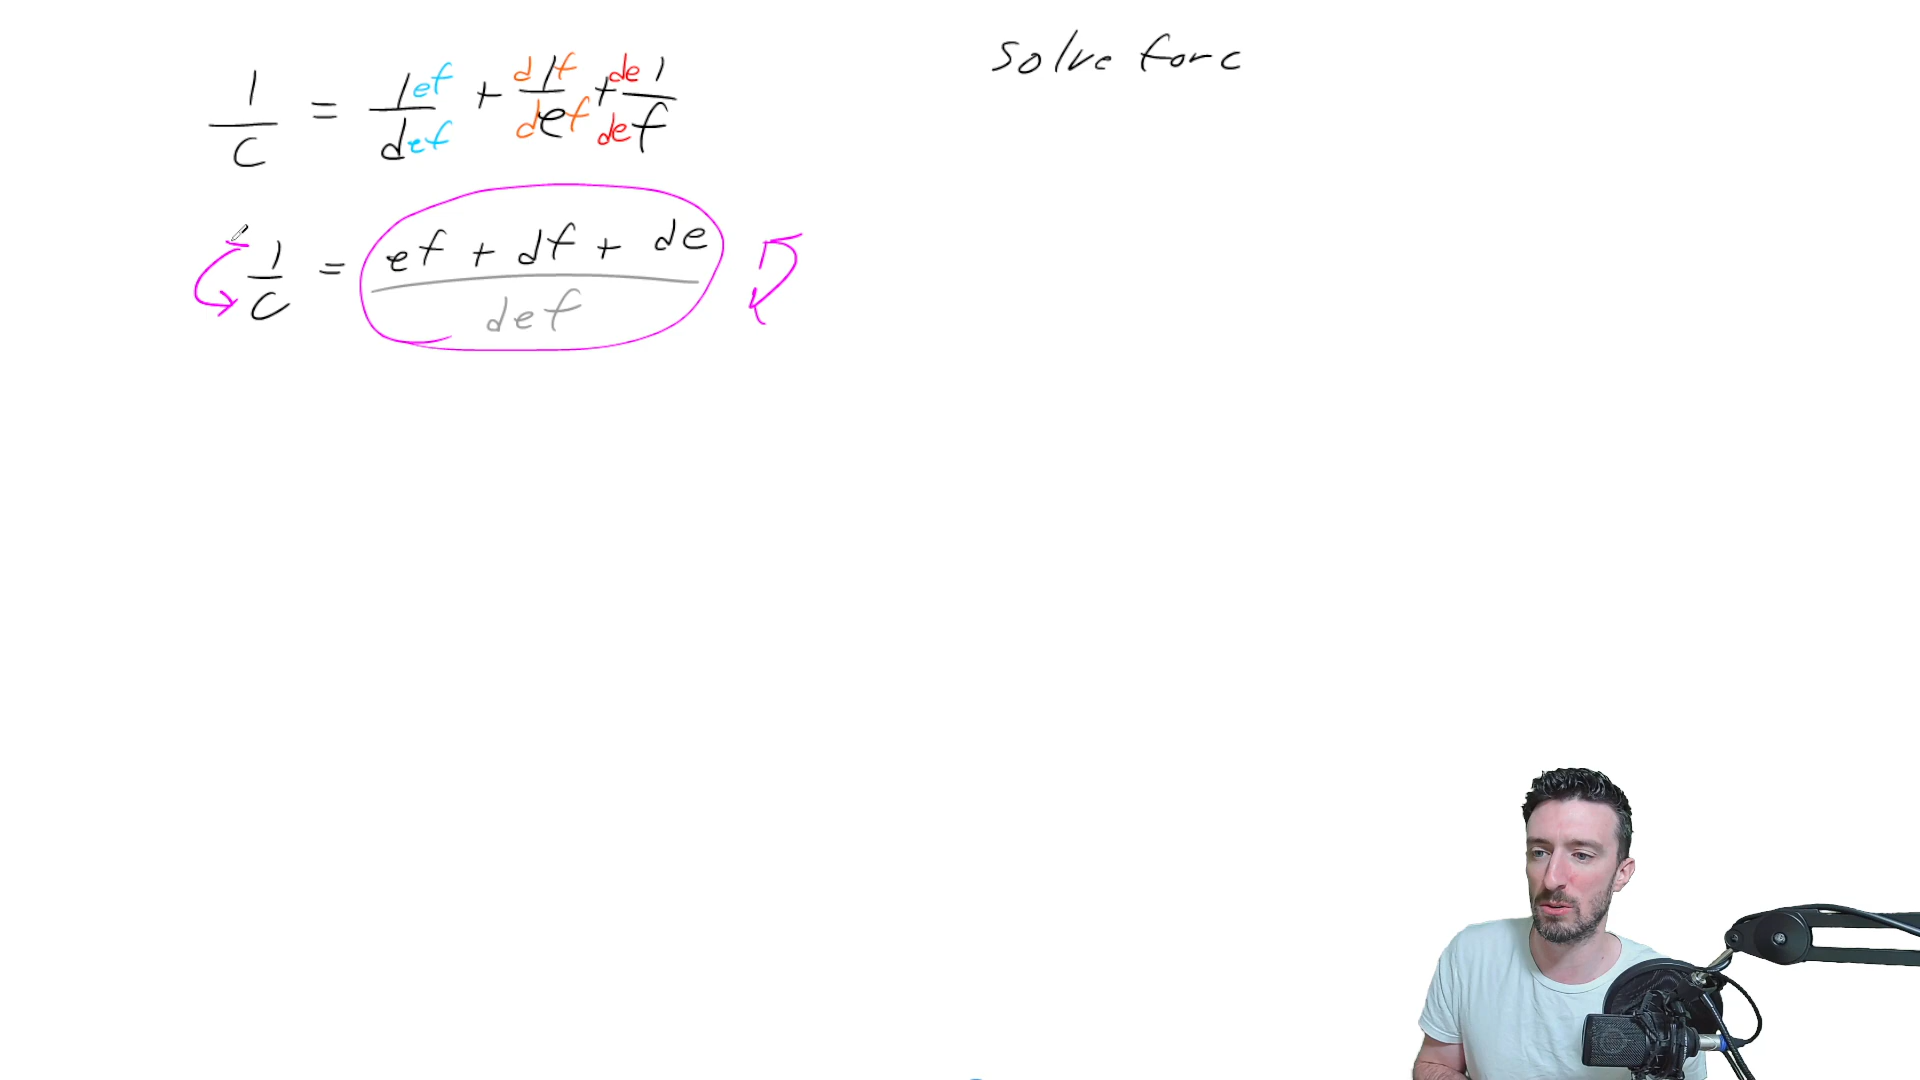 solve for c
1/c = 1ef/def + d1f/def + de1/def
1/c = ef + df + de/def